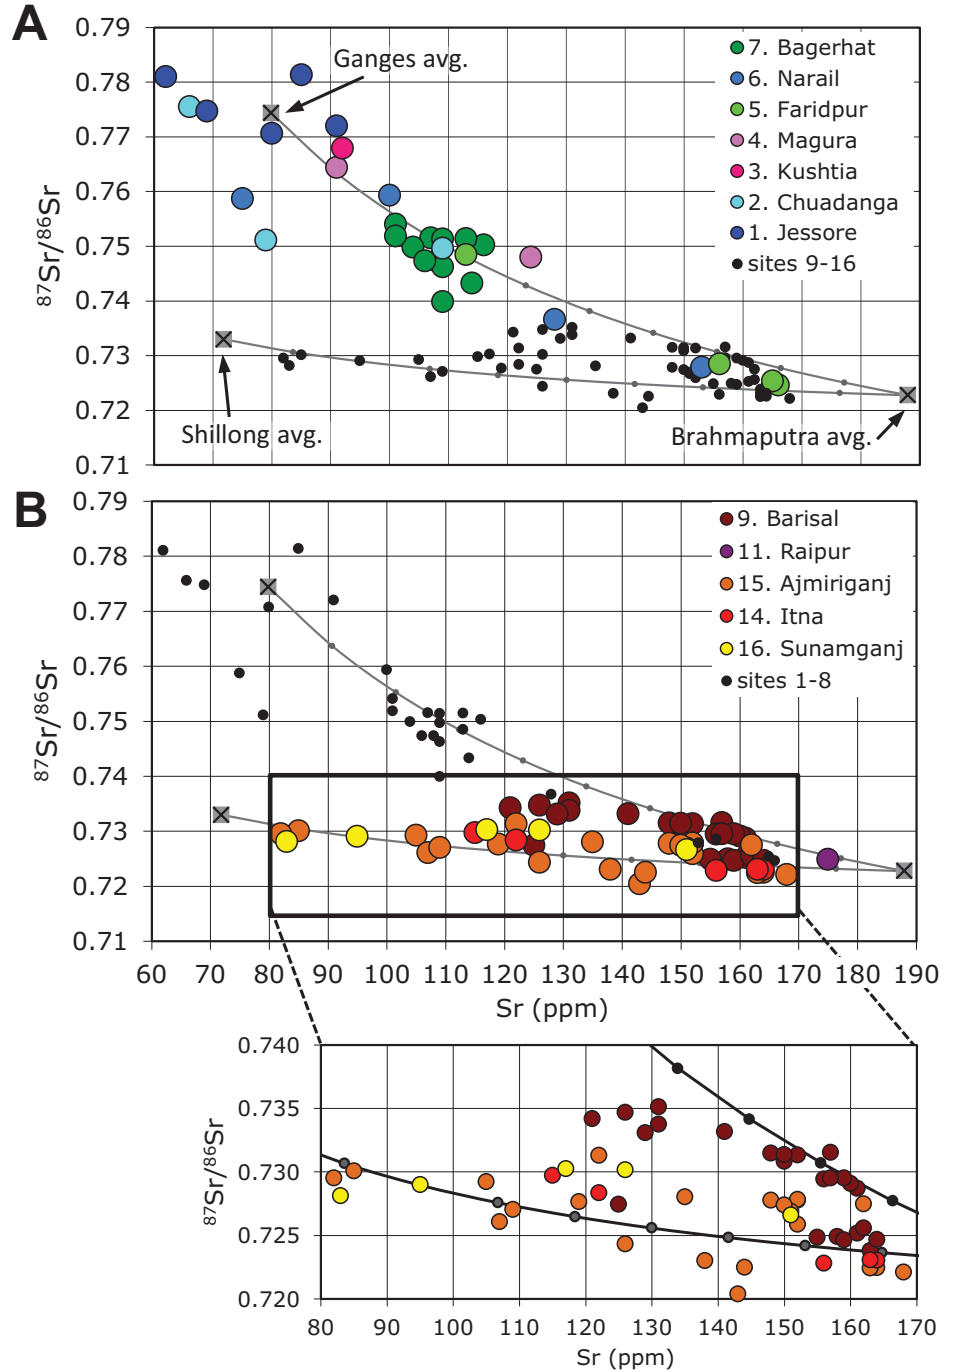 A
0.79
0.78
0.77
0.76
0.75
0.74
0.73
0.72
0.71
87Sr/86Sr
Ganges avg.
Shillong avg.
Brahmaputra avg.
7. Bagerhat
6. Narail
5. Faridpur
4. Magura
3. Kushtia
2. Chuadanga
1. Jessore
sites 9-16
B
0.79
0.78
0.77
0.76
0.75
0.74
0.73
0.72
0.71
87Sr/86Sr
9. Barisal
11. Raipur
15. Ajmiriganj
14. Itna
16. Sunamganj
sites 1-8
60 70 80 90 100 110 120 130 140 150 160 170 180 190
Sr (ppm)
0.740
0.735
0.730
0.725
0.720
87Sr/86Sr
80 90 100 110 120 130 140 150 160 170
Sr (ppm)